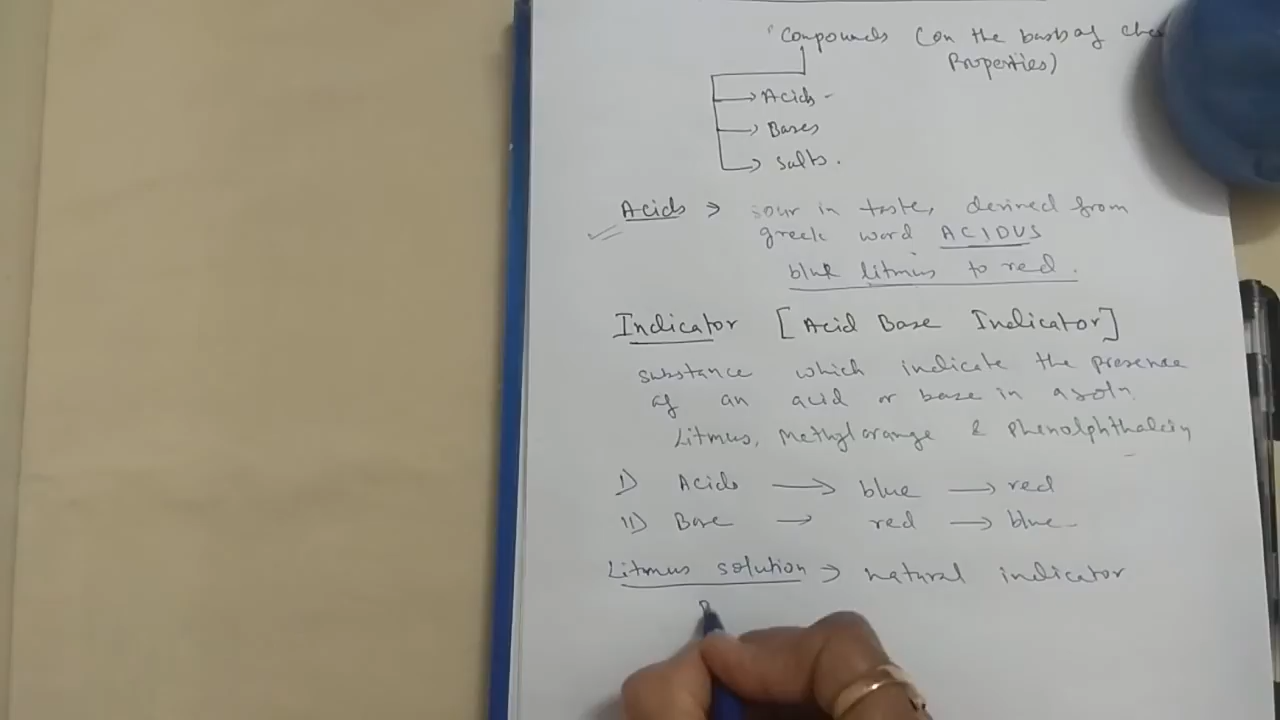 Compounds (on the basis of
Properties)
→ Acids -
→ Bases
→ Salts.
Acids → sour in taste, derived from
greek word ACIDUS
blue litmus to red.
Indicator [Acid Base Indicator]
substance which indicate the presence
of an acid or base in a soln.
Litmus, Methyl orange & Phenolphthalein
I) Acids → blue → red
II) Base → red → blue
Litmus solution → natural indicator